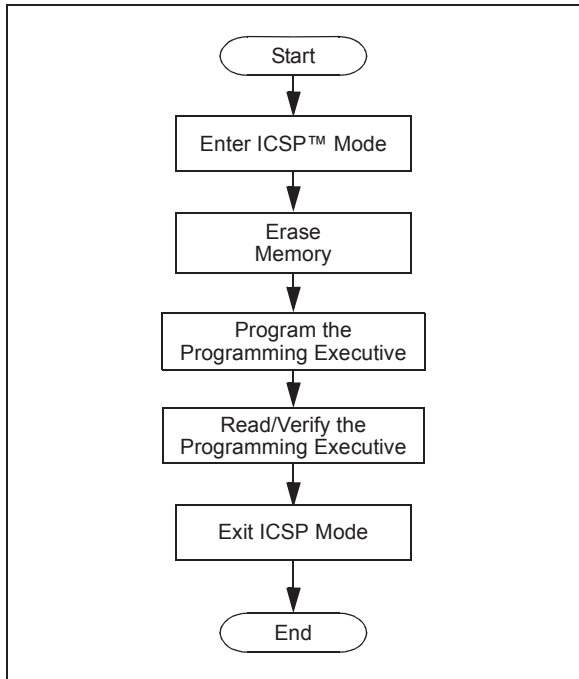 Start
Enter ICSP™ Mode
Erase
Memory
Program the
Programming Executive
Read/Verify the
Programming Executive
Exit ICSP Mode
End